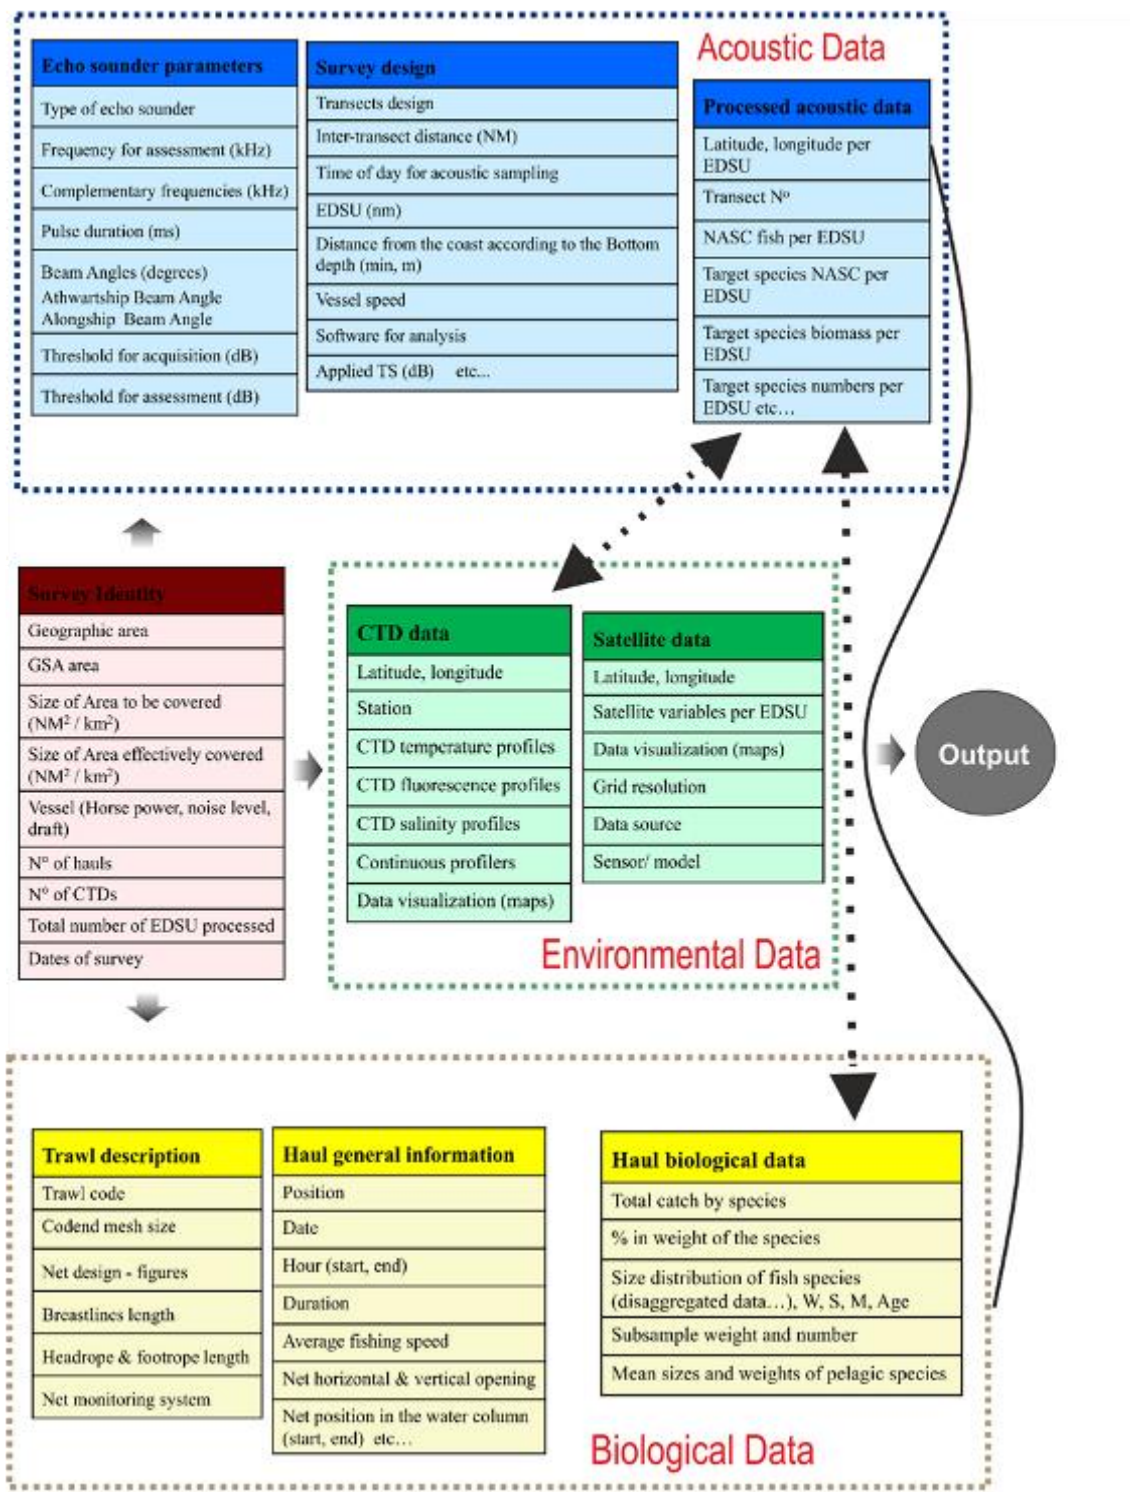 Acoustic Data
Echo sounder parameters
Type of echo sounder
Frequency for assessment (kHz)
Complementary frequencies (kHz)
Pulse duration (ms)
Beam Angles (degrees)
Athwartship Beam Angle
Alongship Beam Angle
Threshold for acquisition (dB)
Threshold for assessment (dB)
Survey design
Transects design
Inter-transect distance (NM)
Time of day for acoustic sampling
EDSU (nm)
Distance from the coast according to the Bottom
depth (min, m)
Vessel speed
Software for analysis
Applied TS (dB) etc...
Processed acoustic data
Latitude, longitude per
EDSU
Transect Nº
NASC fish per EDSU
Target species NASC per
EDSU
Target species biomass per
EDSU
Target species numbers per
EDSU etc…
Survey Identity
Geographic area
GSA area
Size of Area to be covered
(NM² / km²)
Size of Area effectively covered
(NM² / km²)
Vessel (Horse power, noise level,
draft)
Nº of hauls
Nº of CTDs
Total number of EDSU processed
Dates of survey
CTD data
Latitude, longitude
Station
CTD temperature profiles
CTD fluorescence profiles
CTD salinity profiles
Continuous profilers
Data visualization (maps)
Satellite data
Latitude, longitude
Satellite variables per EDSU
Data visualization (maps)
Grid resolution
Data source
Sensor/ model
Environmental Data
Output
Trawl description
Trawl code
Codend mesh size
Net design - figures
Breastlines length
Headrope & footrope length
Net monitoring system
Haul general information
Position
Date
Hour (start, end)
Duration
Average fishing speed
Net horizontal & vertical opening
Net position in the water column
(start, end) etc…
Haul biological data
Total catch by species
% in weight of the species
Size distribution of fish species
(disaggregated data…), W, S, M, Age
Subsample weight and number
Mean sizes and weights of pelagic species
Biological Data